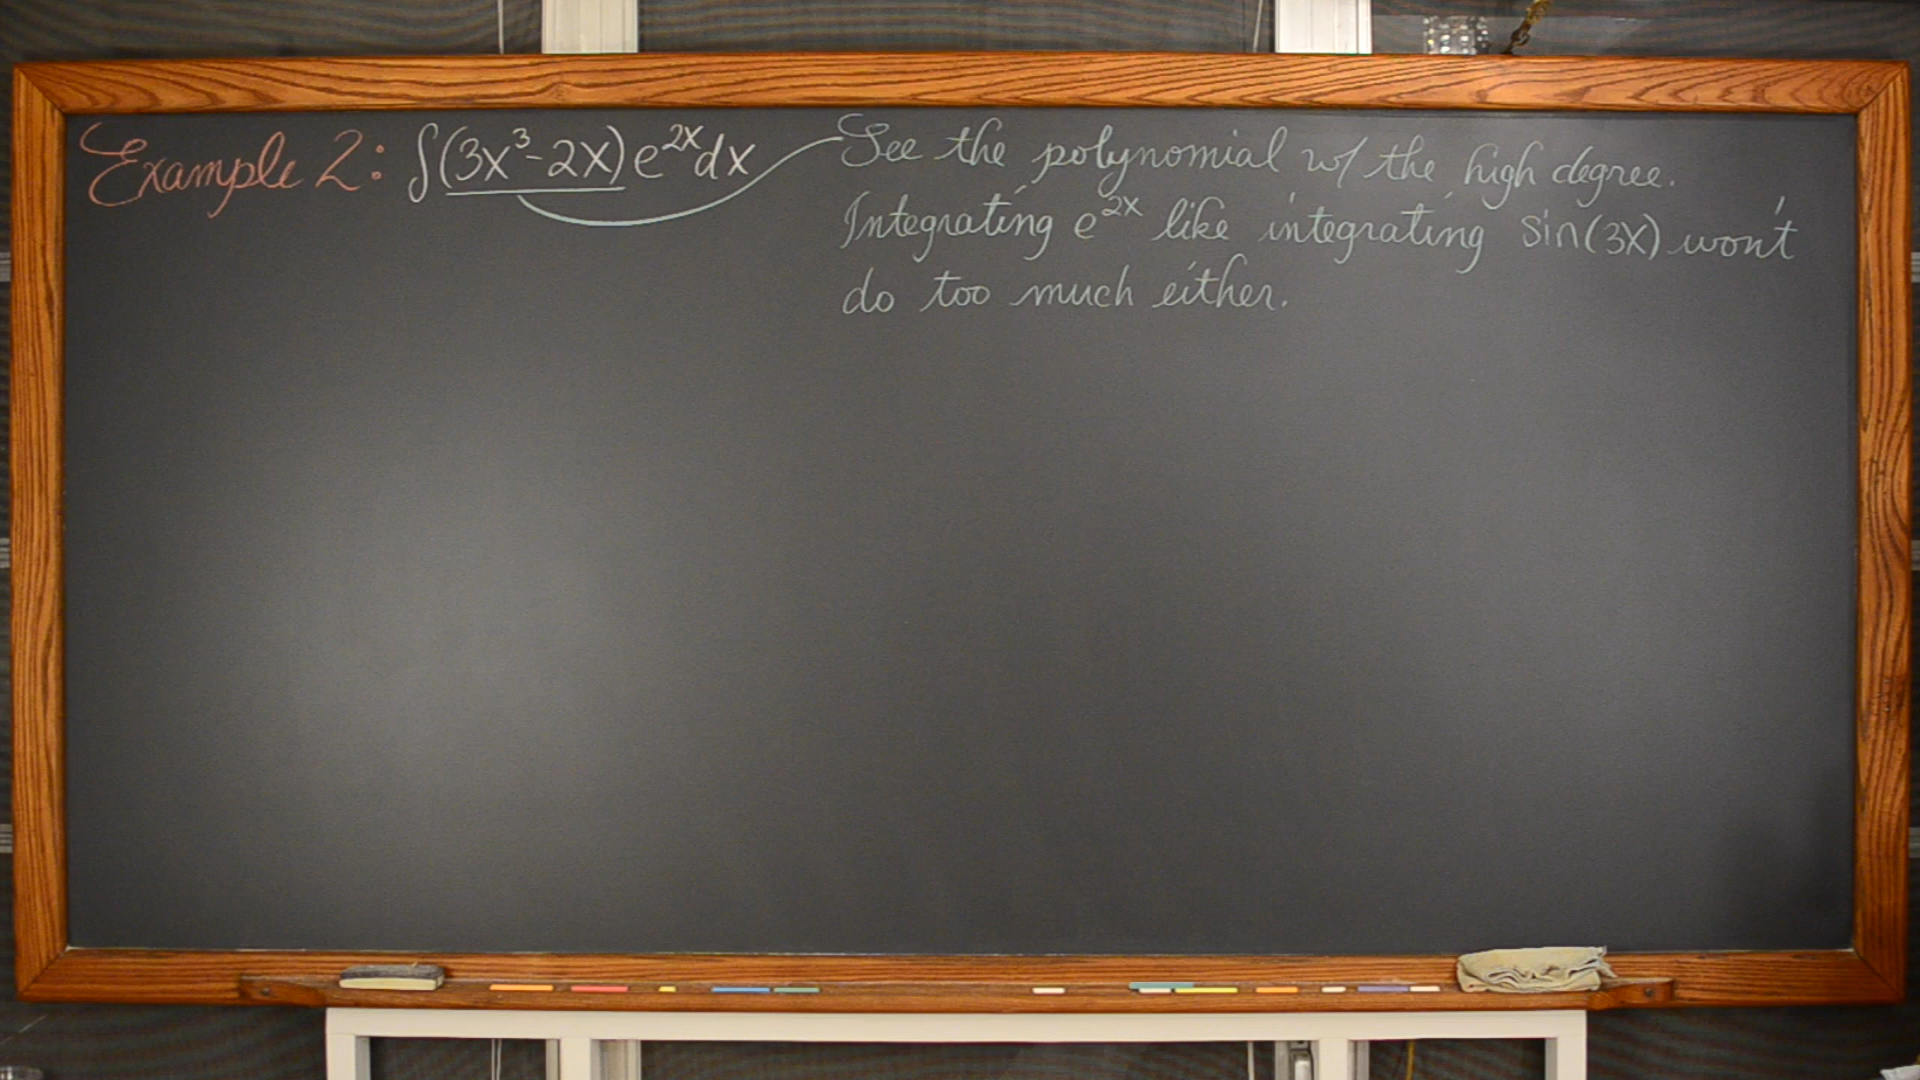 Example 2: ∫(3x³-2x)e^{2x}dx
See the polynomial w/ the high degree.
Integrating e^{2x} like integrating sin(3x) won't
do too much either.